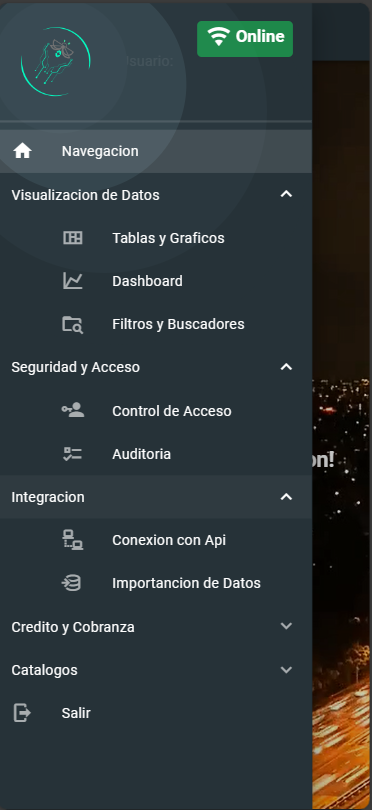 Online
Usuario:
Navegacion
Visualizacion de Datos
Tablas y Graficos
Dashboard
Filtros y Buscadores
Seguridad y Acceso
Control de Acceso
Auditoria
on!
Integracion
Conexion con Api
Importancion de Datos
Credito y Cobranza
Catalogos
Salir